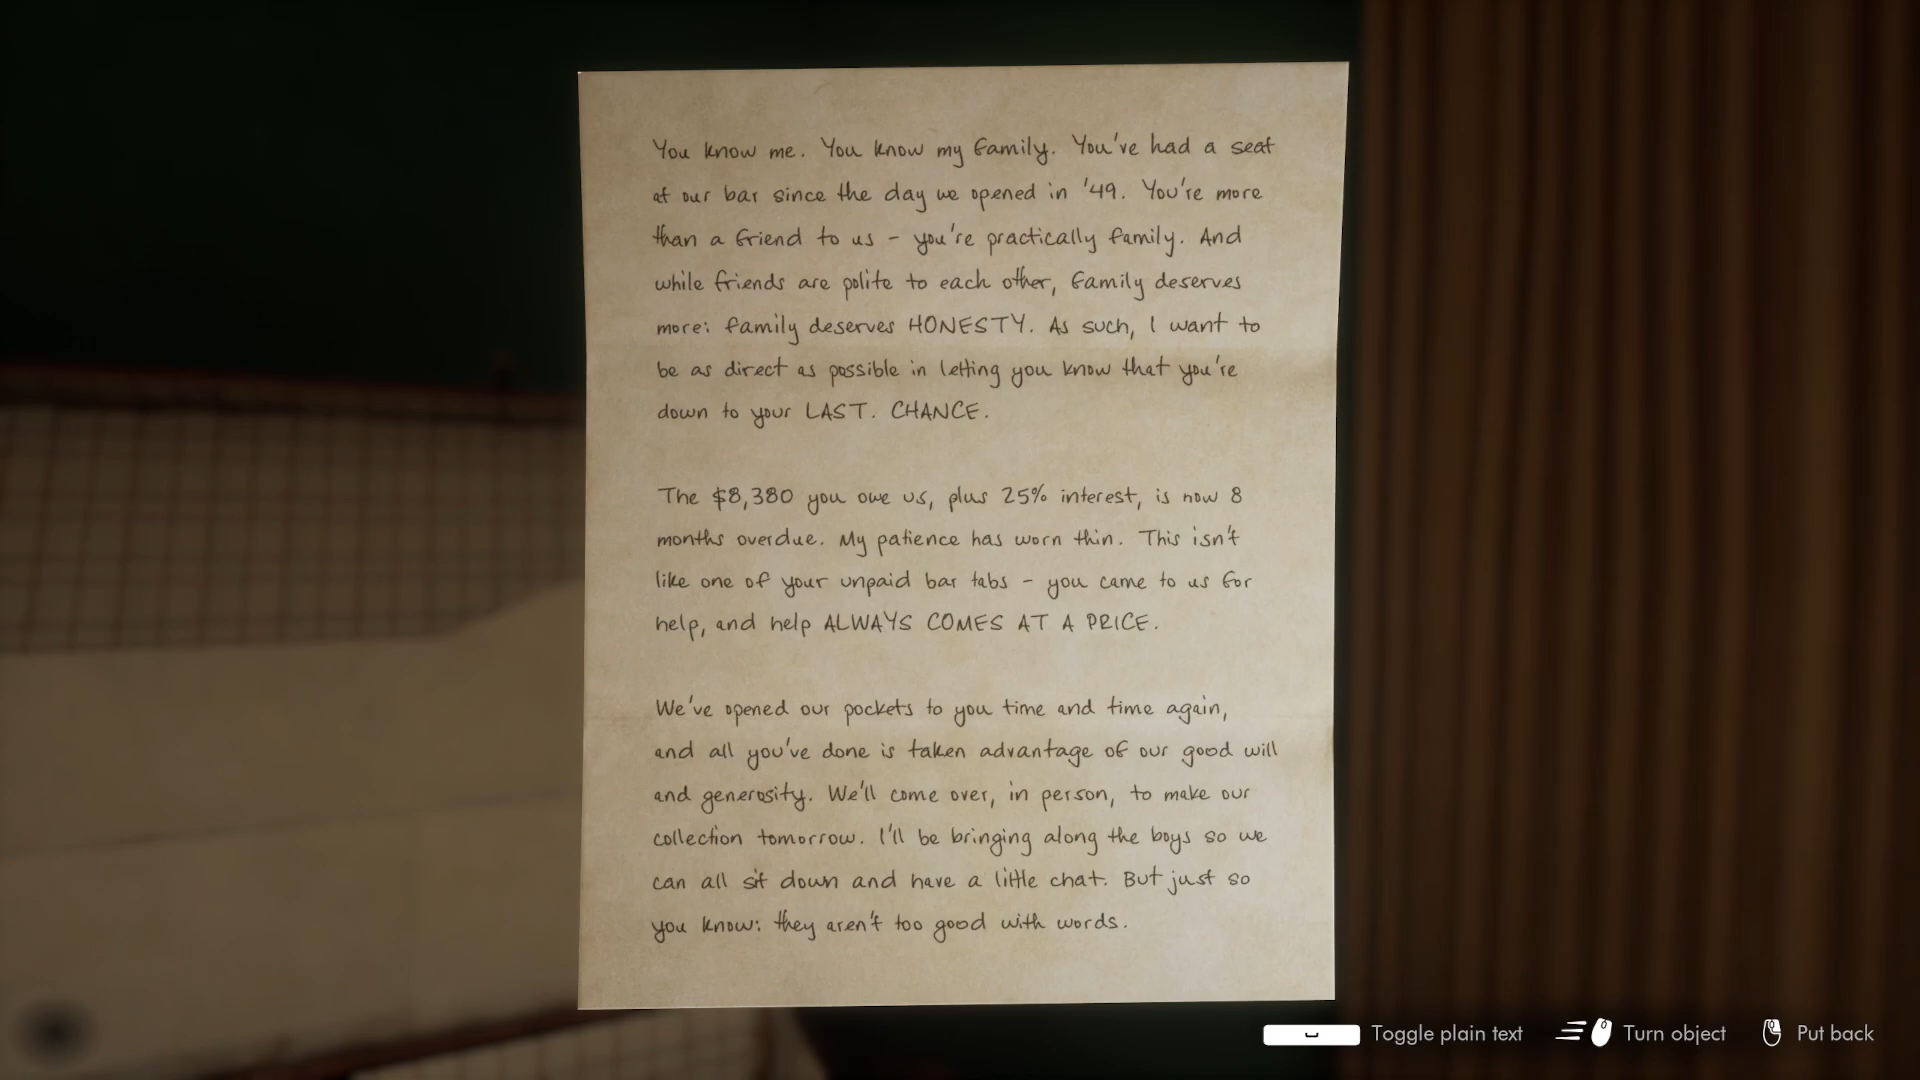 You know me. You know my family. You've had a seat
at our bar since the day we opened in '49. You're more
than a friend to us - you're practically family. And
while friends are polite to each other, family deserves
more: family deserves HONESTY. As such, I want to
be as direct as possible in letting you know that you're
down to your LAST. CHANCE.
The $8,380 you owe us, plus 25% interest, is now 8
months overdue. My patience has worn thin. This isn't
like one of your unpaid bar tabs - you came to us for
help, and help ALWAYS COMES AT A PRICE.
We've opened our pockets to you time and time again,
and all you've done is taken advantage of our good will
and generosity. We'll come over, in person, to make our
collection tomorrow. I'll be bringing along the boys so we
can all sit down and have a little chat. But just so
you know: they aren't too good with words.
Toggle plain text Turn object Put back